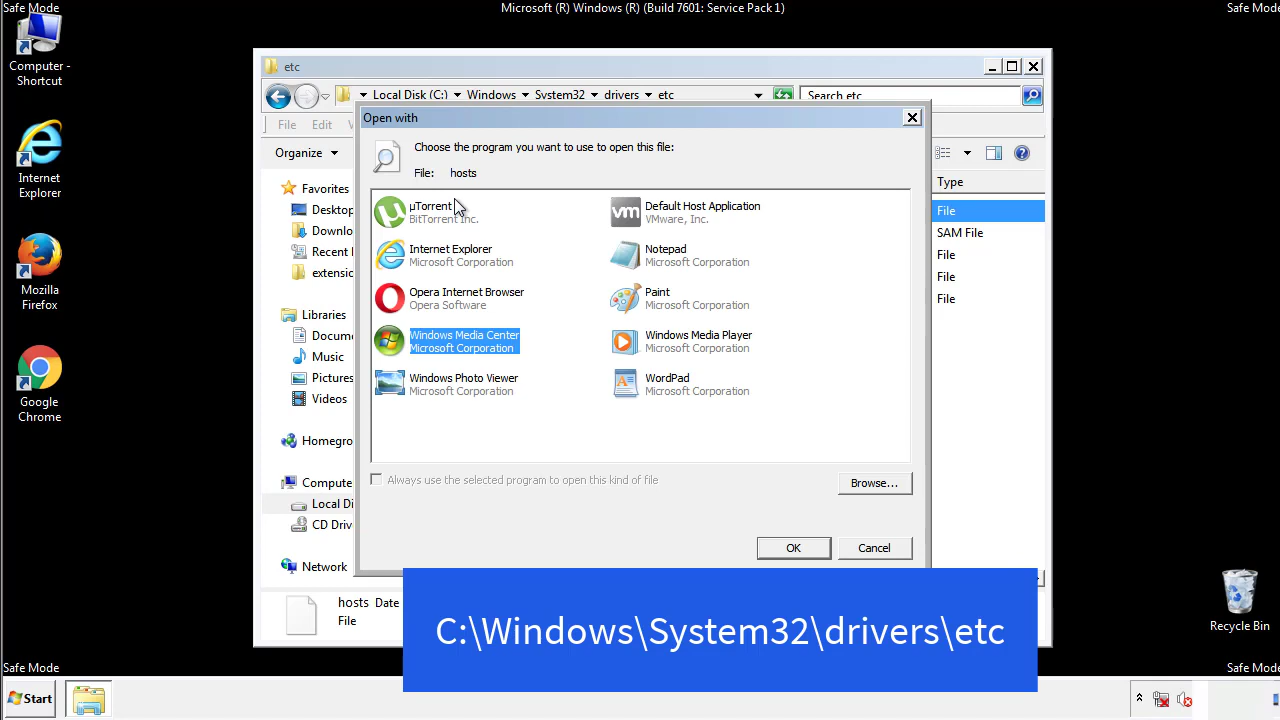 Safe Mode
Microsoft (R) Windows (R) (Build 7601: Service Pack 1)
Safe Mode
Computer - Shortcut
Internet Explorer
Mozilla Firefox
Google Chrome
Recycle Bin
etc
Local Disk (C:)
Windows
System32
drivers
etc
Search etc
File
Edit
Organize
Favorites
Desktop
Downlo
Recent
extensio
Libraries
Docume
Music
Pictures
Videos
Homegro
Compute
Local Di
CD Driv
Network
Type
File
SAM File
File
File
File
Open with
Choose the program you want to use to open this file:
File: hosts
µTorrent
BitTorrent Inc.
Default Host Application
VMware, Inc.
Internet Explorer
Microsoft Corporation
Notepad
Microsoft Corporation
Opera Internet Browser
Opera Software
Paint
Microsoft Corporation
Windows Media Center
Microsoft Corporation
Windows Media Player
Microsoft Corporation
Windows Photo Viewer
Microsoft Corporation
WordPad
Microsoft Corporation
Always use the selected program to open this kind of file
Browse...
OK
Cancel
hosts Date
File
C:\Windows\System32\drivers\etc
Safe Mode
Safe Mode
Start